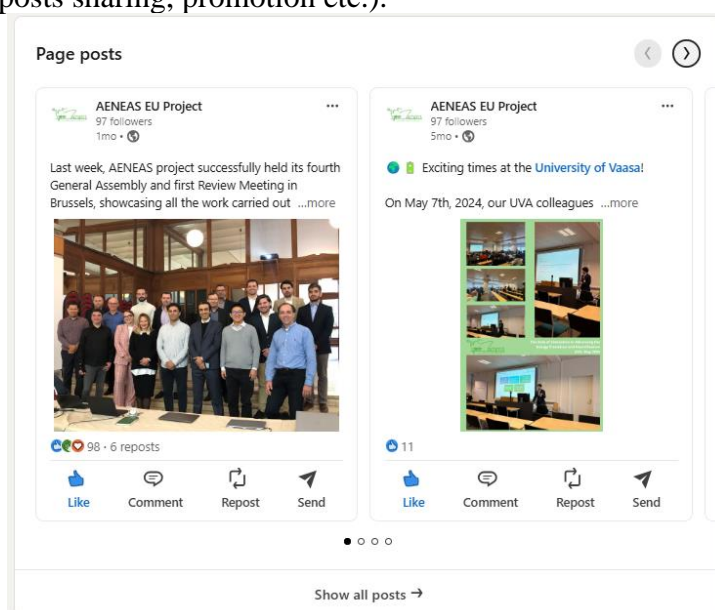 posts sharing, promotion etc.).
Page posts
AENEAS EU Project
97 followers
1mo •
Last week, AENEAS project successfully held its fourth
General Assembly and first Review Meeting in
Brussels, showcasing all the work carried out ...more
98 · 6 reposts
Like Comment Repost Send
AENEAS EU Project
97 followers
5mo •
Exciting times at the University of Vaasa!
On May 7th, 2024, our UVA colleagues ...more
11
Like Comment Repost Send
Show all posts →